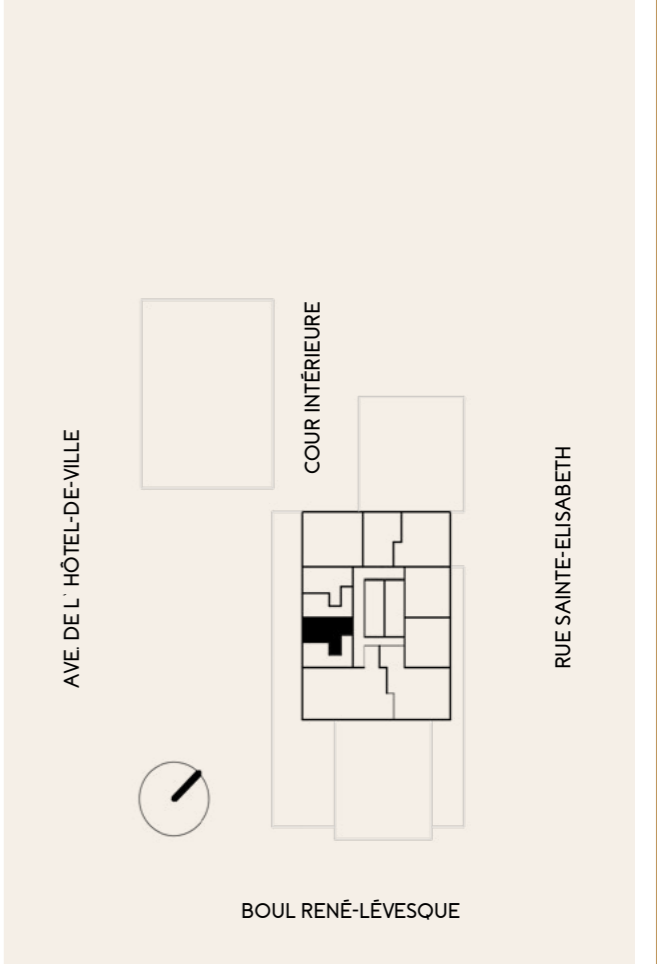 COUR INTÉRIEURE
AVE. DE L` HÔTEL-DE-VILLE
RUE SAINTE-ELISABETH
BOUL RENÉ-LÉVESQUE